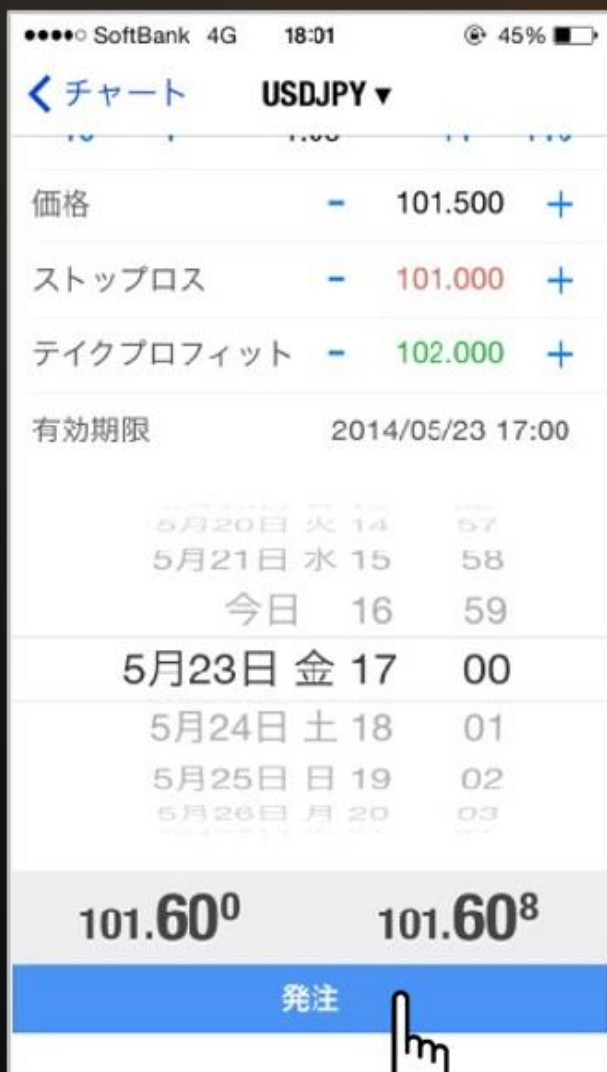 SoftBank 4G 18:01 45%
チャート USDJPY ▼
価格 - 101.500 +
ストップロス - 101.000 +
テイクプロフィット - 102.000 +
有効期限 2014/05/23 17:00
5月20日 火 14 57
5月21日 水 15 58
今日 16 59
5月23日 金 17 00
5月24日 土 18 01
5月25日 日 19 02
5月26日 月 20 03
101.600 101.608
発注